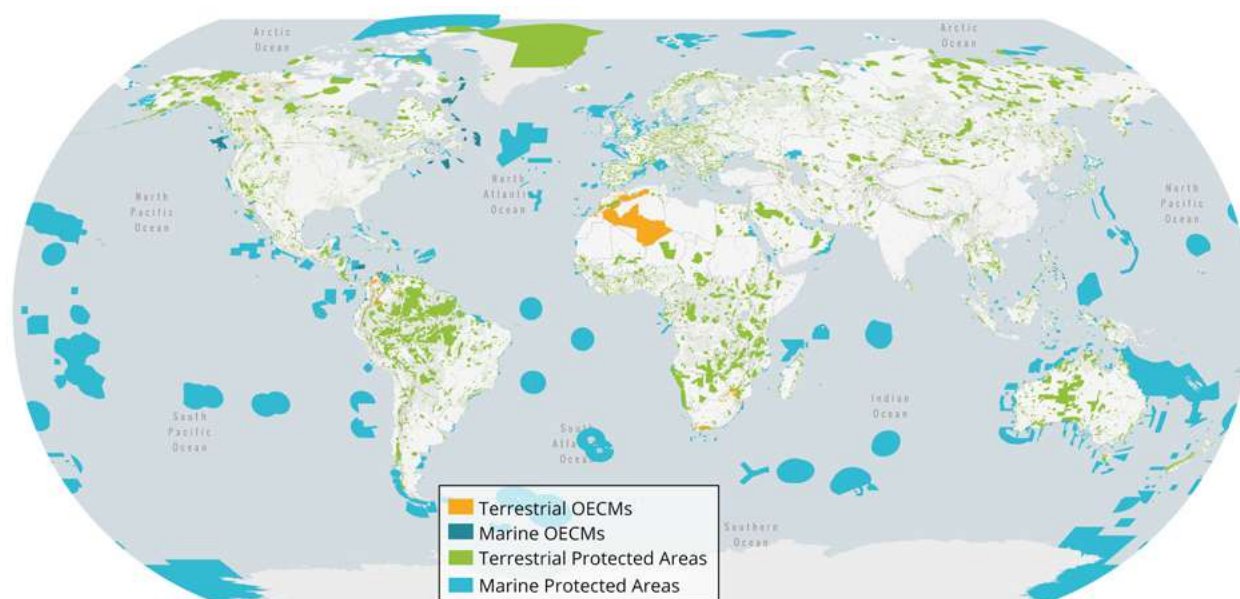 Arctic
Ocean
Arctic
Ocean
North
Pacific
Ocean
North
Atlantic
Ocean
North
Pacific
Ocean
South
Pacific
Ocean
South
Atlantic
Ocean
Indian
Ocean
Southern
Ocean
Terrestrial OECMs
Marine OECMs
Terrestrial Protected Areas
Marine Protected Areas